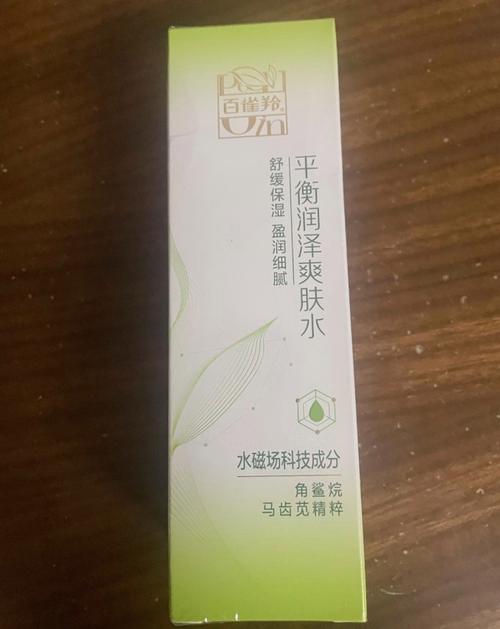 百雀羚®
平衡润泽爽肤水
舒缓保湿 盈润细腻
水磁场科技成分
角鲨烷
马齿苋精粹